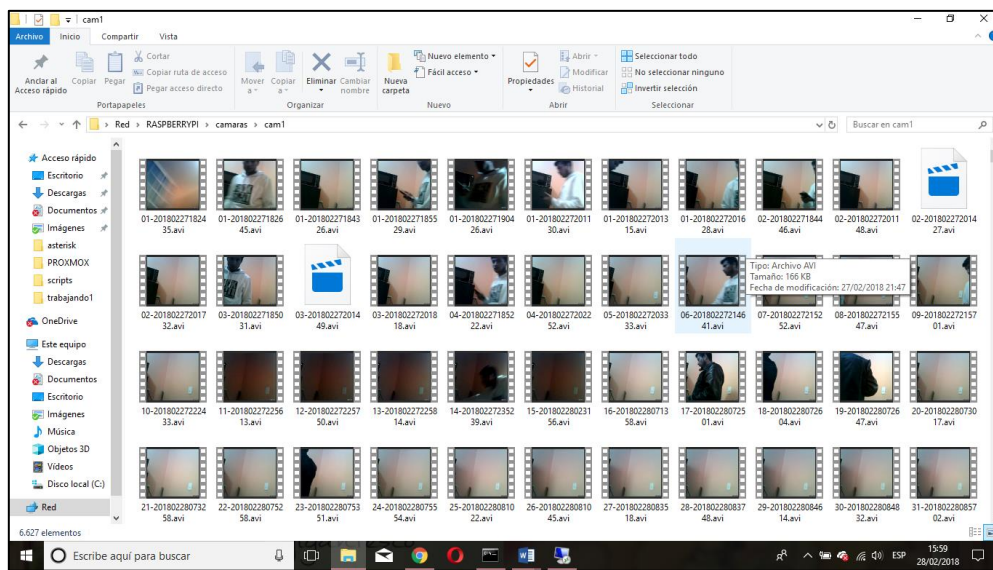 cam1
Archivo Inicio Compartir Vista
Anclar al Acceso rápido
Copiar
Pegar
Cortar
Copiar ruta de acceso
Pegar acceso directo
Portapapeles
Mover a
Copiar a
Eliminar
Cambiar nombre
Organizar
Nueva carpeta
Nuevo elemento
Fácil acceso
Nuevo
Propiedades
Abrir
Modificar
Historial
Abrir
Seleccionar todo
No seleccionar ninguno
Invertir selección
Seleccionar
Red > RASPBERRYPI > camaras > cam1
Buscar en cam1
Acceso rápido
Escritorio
Descargas
Documentos
Imágenes
asterisk
PROXMOX
scripts
trabajando1
OneDrive
Este equipo
Descargas
Documentos
Escritorio
Imágenes
Música
Objetos 3D
Vídeos
Disco local (C:)
Red
01-20180227182435.avi
01-20180227182645.avi
01-20180227184326.avi
01-20180227185529.avi
01-20180227190426.avi
01-20180227201130.avi
01-20180227201315.avi
01-20180227201628.avi
02-20180227184446.avi
02-20180227201148.avi
02-20180227201427.avi
02-20180227201732.avi
03-20180227185031.avi
03-20180227201449.avi
03-20180227201818.avi
04-20180227185222.avi
04-20180227202252.avi
05-20180227203333.avi
06-20180227214641.avi
07-20180227215252.avi
08-20180227215547.avi
09-20180227215701.avi
Tipo: Archivo AVI
Tamaño: 166 KB
Fecha de modificación: 27/02/2018 21:47
10-20180227222433.avi
11-20180227225613.avi
12-20180227225750.avi
13-20180227225814.avi
14-20180227235239.avi
15-20180228023156.avi
16-20180228071358.avi
17-20180228072501.avi
18-20180228072604.avi
19-20180228072647.avi
20-20180228073017.avi
21-20180228073258.avi
22-20180228075258.avi
23-20180228075351.avi
24-20180228075554.avi
25-20180228081022.avi
26-20180228081045.avi
27-20180228083518.avi
28-20180228083748.avi
29-20180228084614.avi
30-20180228084832.avi
31-20180228085702.avi
6.627 elementos
Escribe aquí para buscar
ESP
15:59
28/02/2018